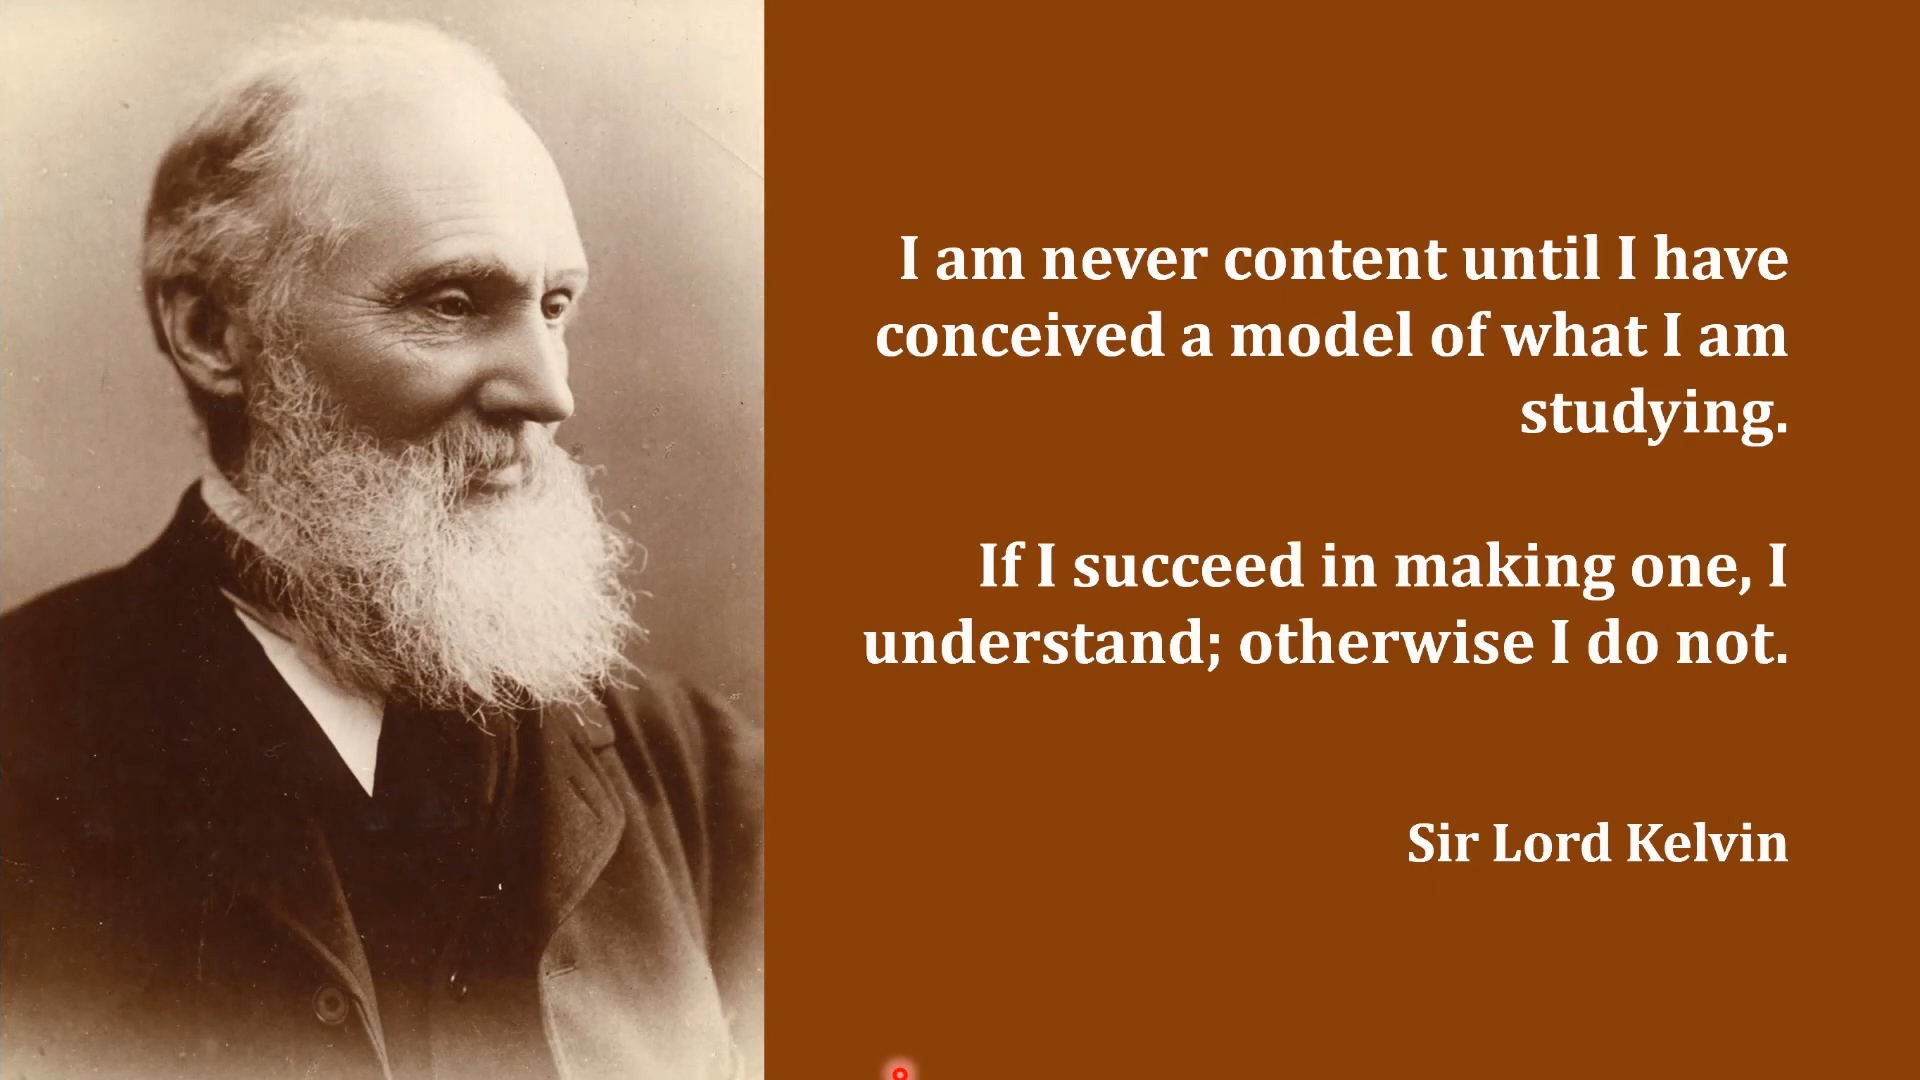 I am never content until I have
conceived a model of what I am
studying.
If I succeed in making one, I
understand; otherwise I do not.
Sir Lord Kelvin